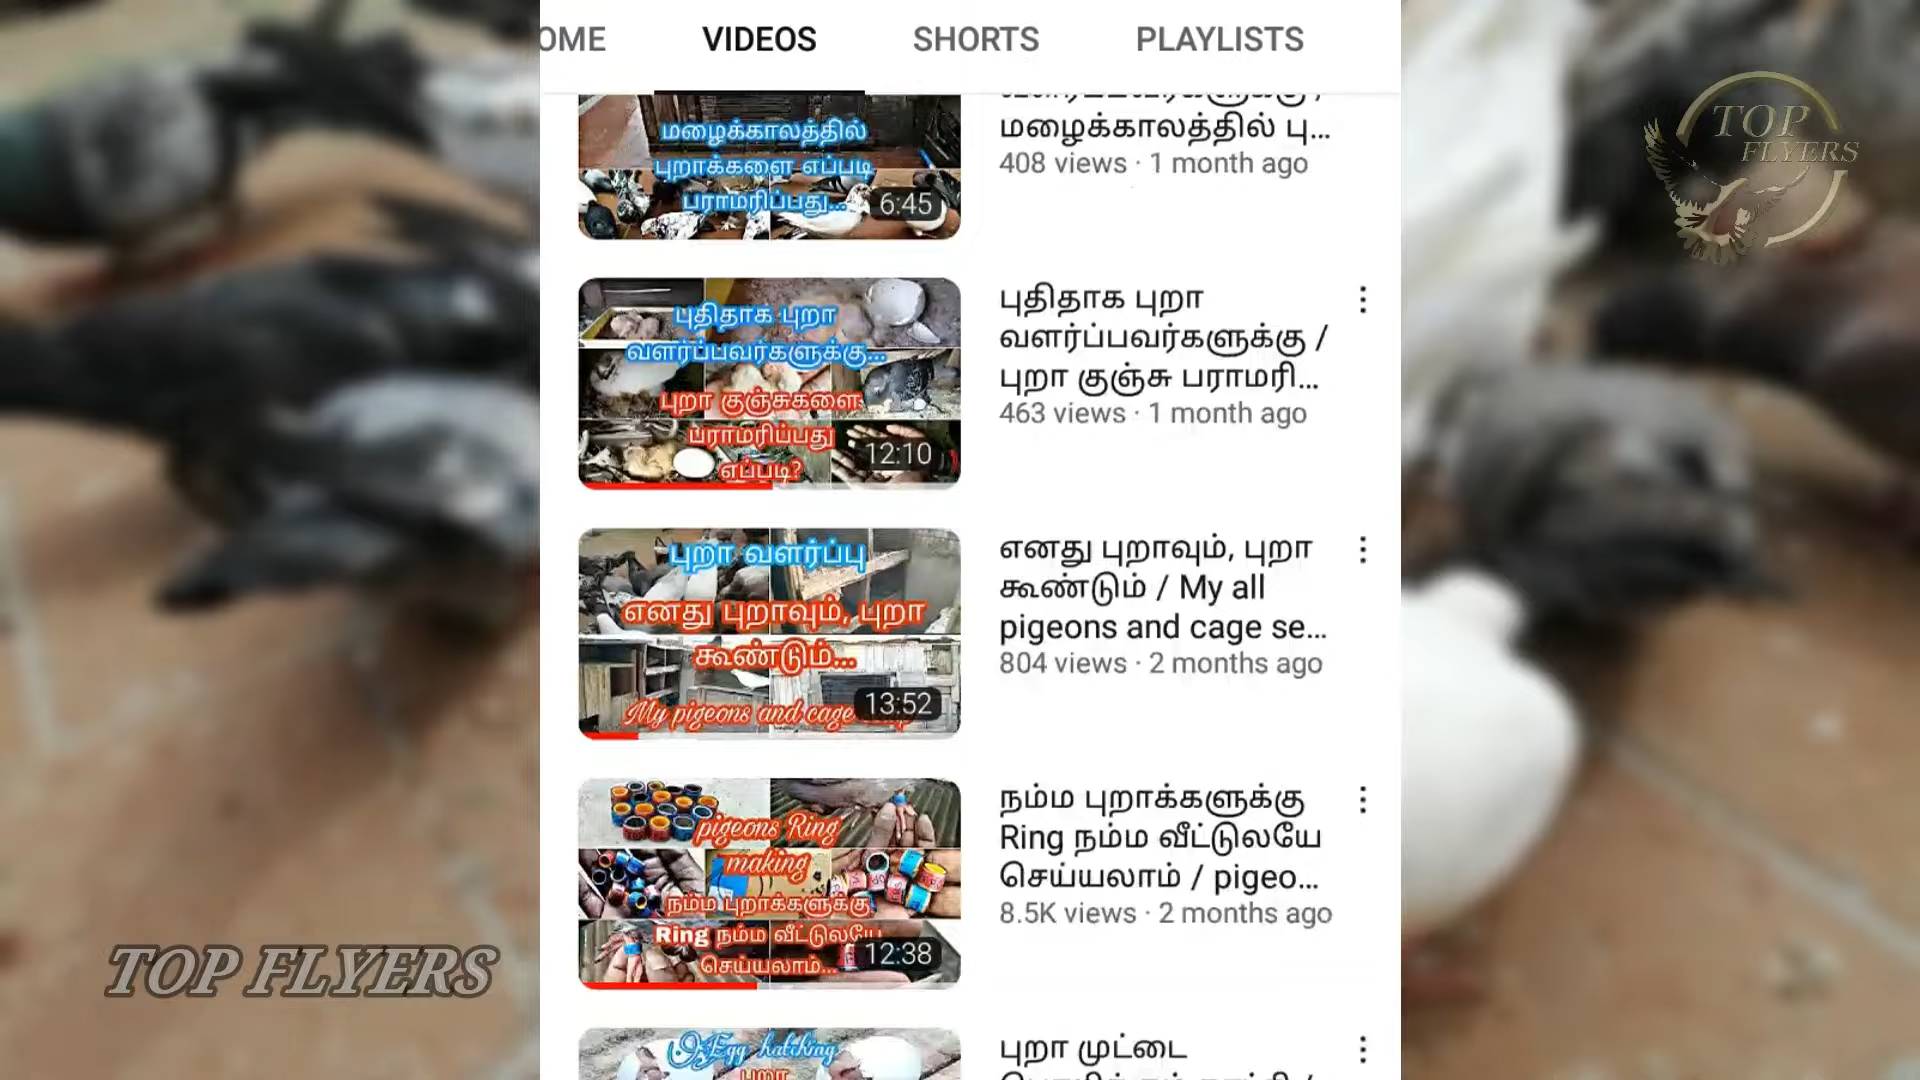 OME VIDEOS SHORTS PLAYLISTS
TOP
FLYERS
மழைக்காலத்தில்
புறாக்களை எப்படி
பராமரிப்பது...
6:45
மழைக்காலத்தில் பு...
408 views · 1 month ago
புதிதாக புறா
வளர்ப்பவர்களுக்கு...
புறா குஞ்சுகளை
பராமரிப்பது
எப்படி?
12:10
புதிதாக புறா
வளர்ப்பவர்களுக்கு /
புறா குஞ்சு பராமரி...
463 views · 1 month ago
புறா வளர்ப்பு
எனது புறாவும், புறா
கூண்டும்...
My pigeons and cage
13:52
எனது புறாவும், புறா
கூண்டும் / My all
pigeons and cage se...
804 views · 2 months ago
pigeons Ring
making
நம்ம புறாக்களுக்கு
Ring நம்ம வீட்டுலயே
செய்யலாம்...
12:38
நம்ம புறாக்களுக்கு
Ring நம்ம வீட்டுலயே
செய்யலாம் / pigeo...
8.5K views · 2 months ago
TOP FLYERS
Egg hatching
புறா
புறா முட்டை